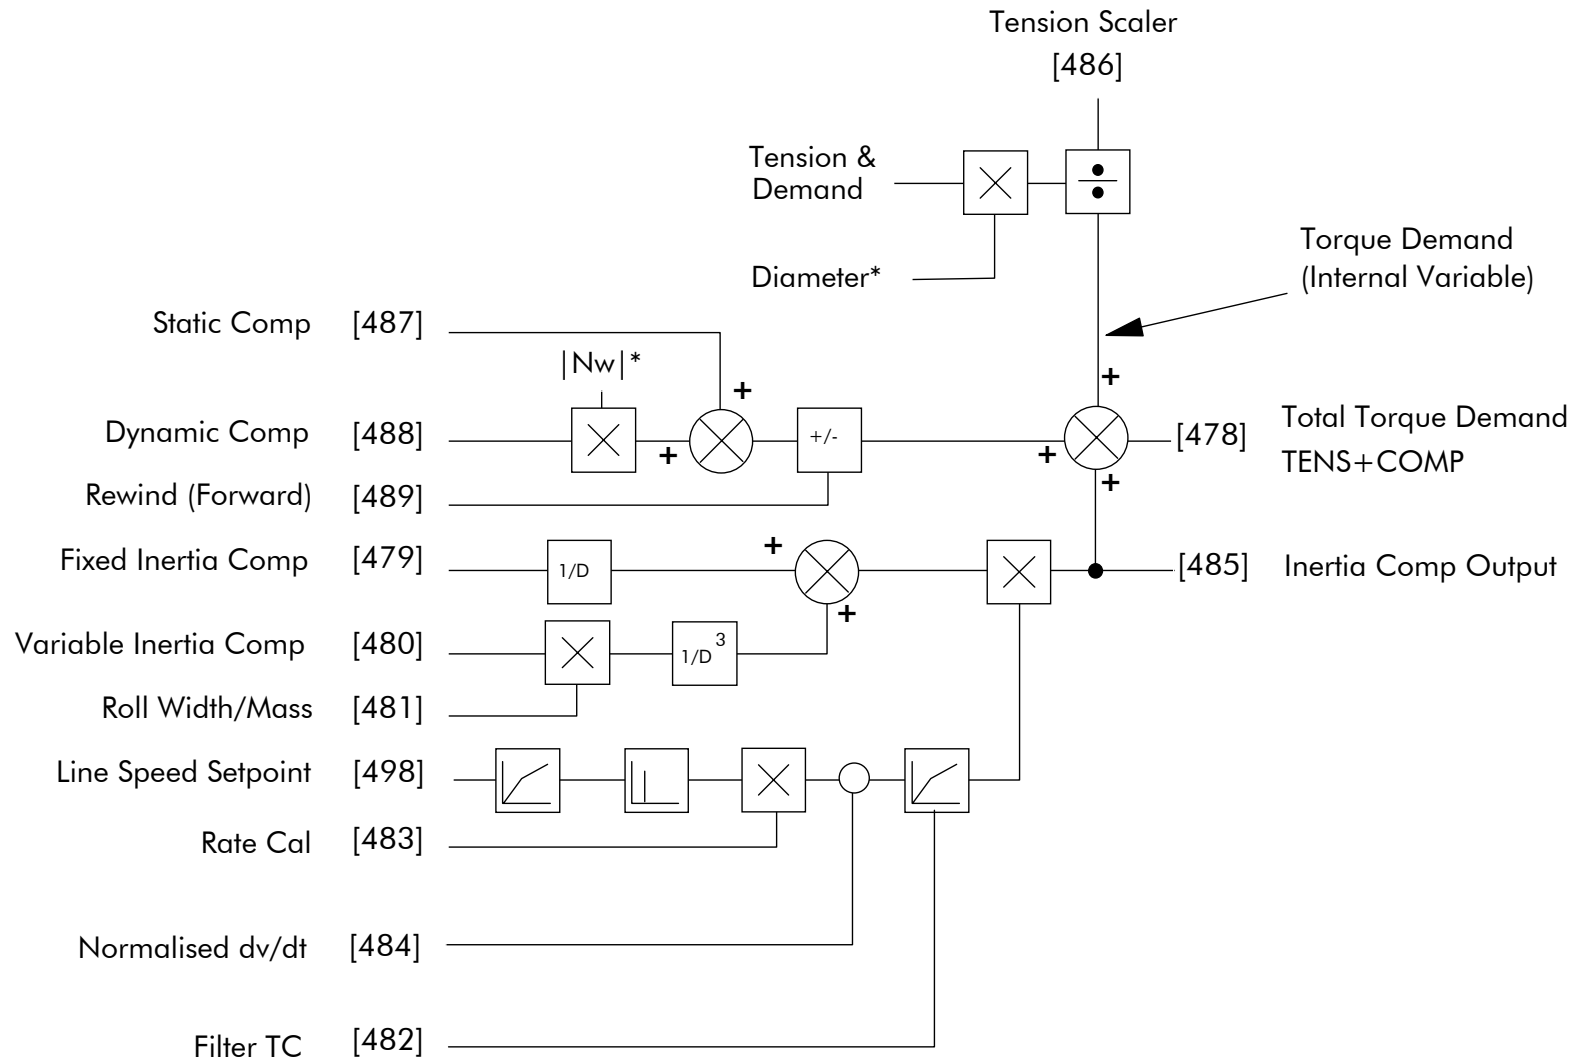 Tension Scaler
[486]
Tension &
Demand
Diameter*
Torque Demand
(Internal Variable)
Static Comp [487]
|Nw|*
+
+
Dynamic Comp [488]
+/-
+
+
[478] Total Torque Demand
TENS+COMP
+
Rewind (Forward) [489]
Fixed Inertia Comp [479]
1/D
+
[485] Inertia Comp Output
+
Variable Inertia Comp [480]
1/D 3
Roll Width/Mass [481]
Line Speed Setpoint [498]
Rate Cal [483]
Normalised dv/dt [484]
Filter TC [482]